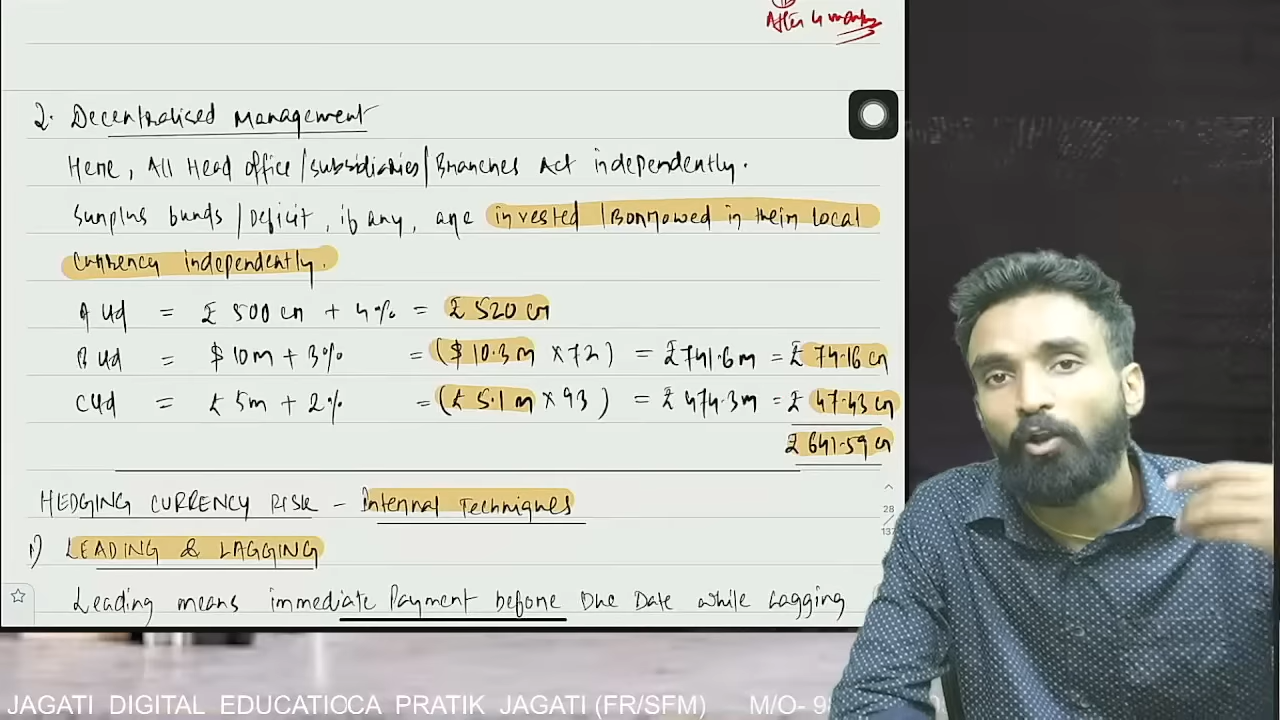 After 4 months
2. Decentralised Management
Here, All Head office/subsidiaries/Branches Act independently.
Surplus funds/Deficit, if any, are invested/Borrowed in their local
currency independently.
A Ltd = ₹ 500 cr + 4% = ₹ 520 cr
B Ltd = $ 10m + 3% = ($ 10.3m × 72) = ₹ 741.6m = ₹ 74.16 cr
C Ltd = £ 5m + 2% = (£ 5.1m × 93) = ₹ 474.3m = ₹ 47.43 cr
₹ 641.59 cr
HEDGING CURRENCY RISK - Internal Techniques
1) LEADING & LAGGING
Leading means immediate Payment before Due Date while Lagging
28
137
JAGATI DIGITAL EDUCATIOCA PRATIK JAGATI (FR/SFM) M/O- 9